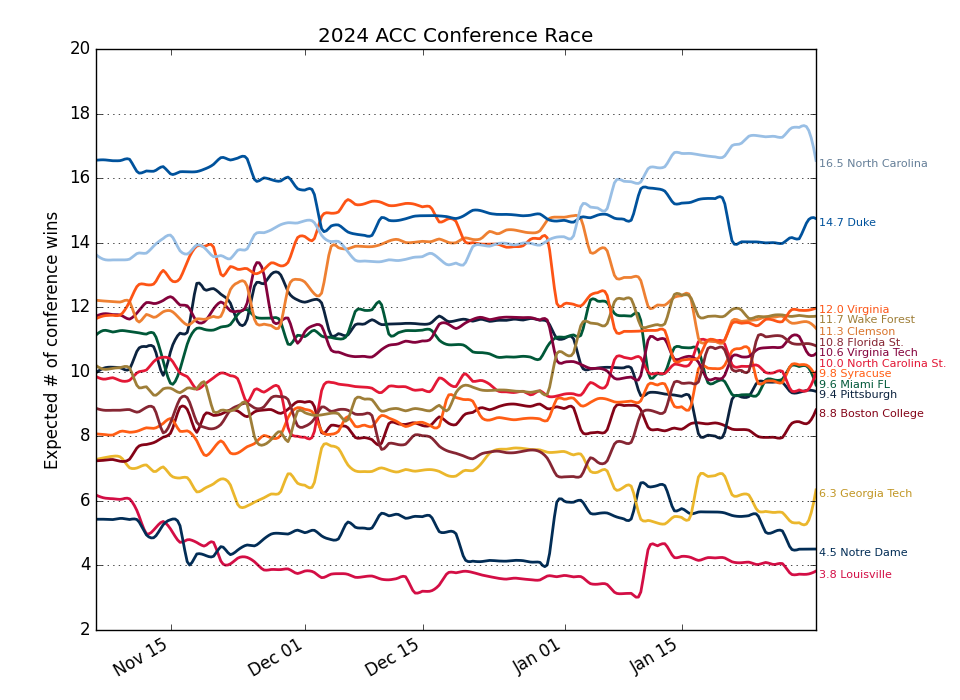 2024 ACC Conference Race
Expected # of conference wins
20
18
16
14
12
10
8
6
4
2
Nov 15
Dec 01
Dec 15
Jan 01
Jan 15
16.5 North Carolina
14.7 Duke
12.0 Virginia
11.7 Wake Forest
11.3 Clemson
10.8 Florida St.
10.6 Virginia Tech
10.0 North Carolina St.
9.8 Syracuse
9.6 Miami FL
9.4 Pittsburgh
8.8 Boston College
6.3 Georgia Tech
4.5 Notre Dame
3.8 Louisville